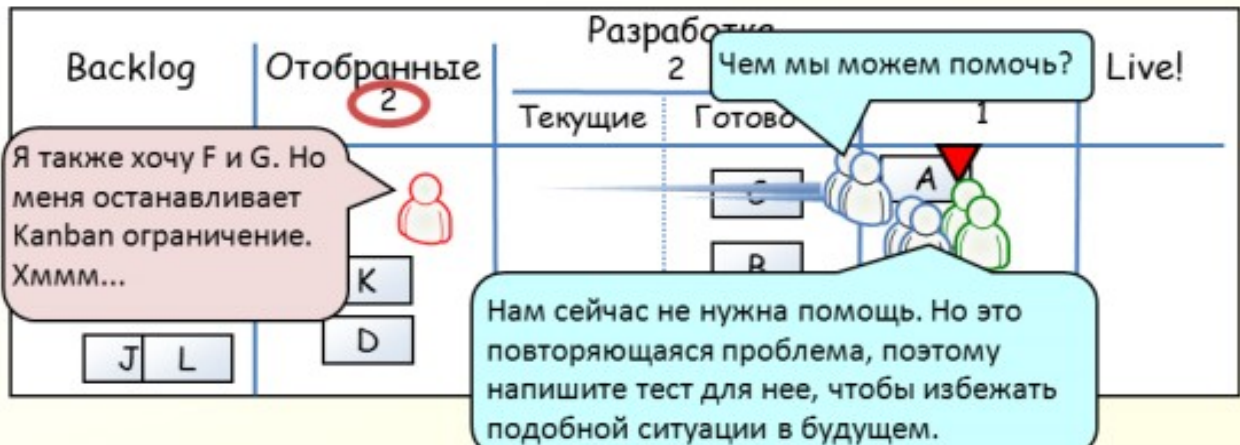 Разработка
Backlog
Отобранные
2
2
Чем мы можем помочь?
Live!
Текущие
Готово
1
Я также хочу F и G. Но
меня останавливает
Kanban ограничение.
Хммм...
A
C
B
K
D
J
L
Нам сейчас не нужна помощь. Но это
повторяющаяся проблема, поэтому
напишите тест для нее, чтобы избежать
подобной ситуации в будущем.